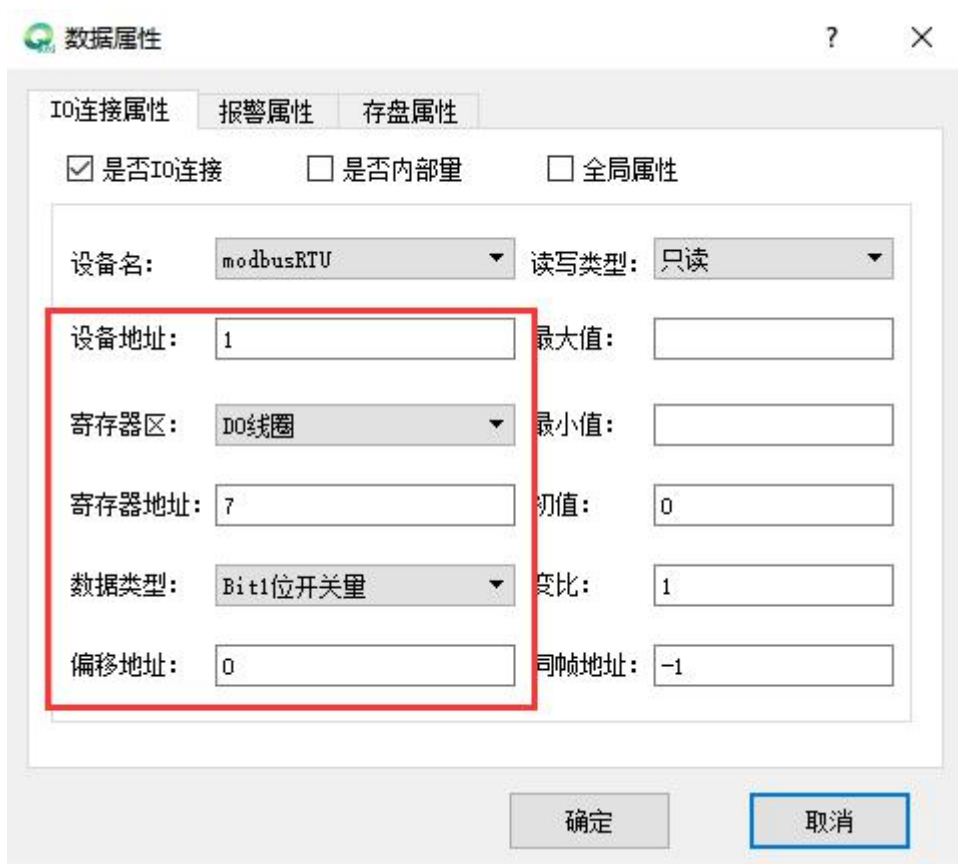 数据属性
IO连接属性 报警属性 存盘属性
是否IO连接 是否内部量 全局属性
设备名: modbusRTU 读写类型: 只读
设备地址: 1 最大值:
寄存器区: DO线圈 最小值:
寄存器地址: 7 初值: 0
数据类型: Bit1位开关量 变比: 1
偏移地址: 0 同帧地址: -1
确定 取消